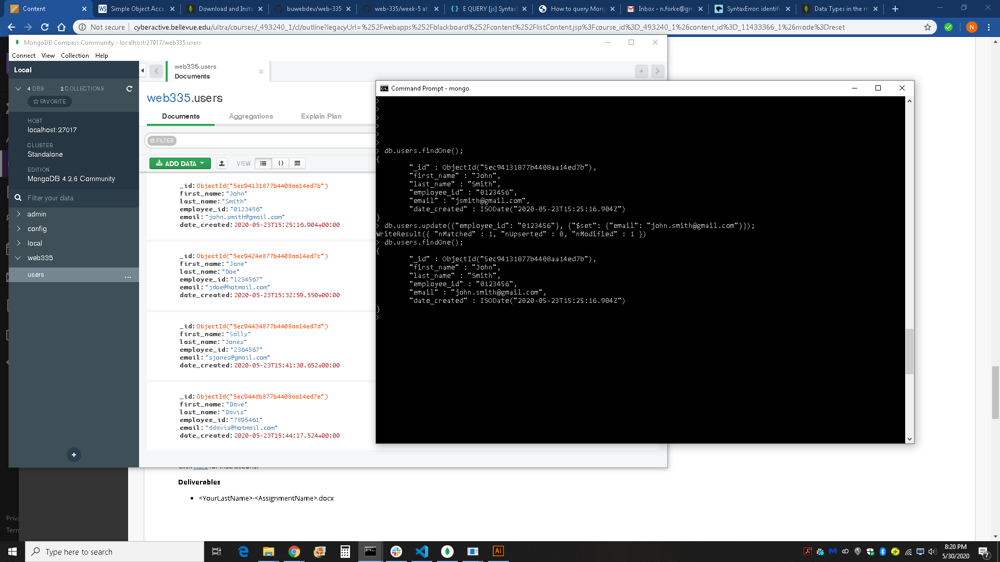 Content
Simple Object Acce
Download and Insta
buwebdev/web-335
web-335/week-5 at
E QUERY [js] Syntax
How to query Mong
Inbox - n.forke@gm
SyntaxError: identifi
Data Types in the m
Not secure
cyberactive.bellevue.edu/ultra/courses/_493240_1/cl/outline?legacyUrl=%252Fwebapps%252Fblackboard%252Fcontent%252FlistContent.jsp%3Fcourse_id%3D_493240_1%26content_id%3D_11433366_1%26mode%3Dreset
N
MongoDB Compass Community - localhost:27017/web335.users
Connect View Collection Help
Local
4 DBS 2 COLLECTIONS
FAVORITE
HOST
localhost:27017
CLUSTER
Standalone
EDITION
MongoDB 4.2.6 Community
Filter your data
admin
config
local
web335
users
...
web335.users
Documents
web335.users
Documents Aggregations Explain Plan
FILTER
ADD DATA VIEW
_id:ObjectId("5ec94131877b4408aa14ed7b")
first_name:"John"
last_name:"Smith"
employee_id:"0123456"
email:"john.smith@gmail.com"
date_created:2020-05-23T15:25:16.904+00:00
_id:ObjectId("5ec9424e877b4408aa14ed7c")
first_name:"Jane"
last_name:"Doe"
employee_id:"1234567"
email:"jdoe@hotmail.com"
date_created:2020-05-23T15:32:59.550+00:00
_id:ObjectId("5ec94434877b4408aa14ed7d")
first_name:"Sally"
last_name:"Jones"
employee_id:"2364567"
email:"sjones@gmail.com"
date_created:2020-05-23T15:41:30.652+00:00
_id:ObjectId("5ec944db877b4408aa14ed7e")
first_name:"Dave"
last_name:"Davis"
employee_id:"7895461"
email:"ddavis@hotmail.com"
date_created:2020-05-23T15:44:17.524+00:00
Command Prompt - mongo
>
>
>
>
>
>
> db.users.findOne();
{
"_id" : ObjectId("5ec94131877b4408aa14ed7b"),
"first_name" : "John",
"last_name" : "Smith",
"employee_id" : "0123456",
"email" : "jsmith@gmail.com",
"date_created" : ISODate("2020-05-23T15:25:16.904Z")
}
> db.users.update({"employee_id": "0123456"}, {"$set": {"email": "john.smith@gmail.com"}});
WriteResult({ "nMatched" : 1, "nUpserted" : 0, "nModified" : 1 })
> db.users.findOne();
{
"_id" : ObjectId("5ec94131877b4408aa14ed7b"),
"first_name" : "John",
"last_name" : "Smith",
"employee_id" : "0123456",
"email" : "john.smith@gmail.com",
"date_created" : ISODate("2020-05-23T15:25:16.904Z")
}
>
Click here for instructions.
Deliverables
• <YourLastName>-<AssignmentName>.docx
Priva
Term
Type here to search
Ai
8:20 PM
5/30/2020
7